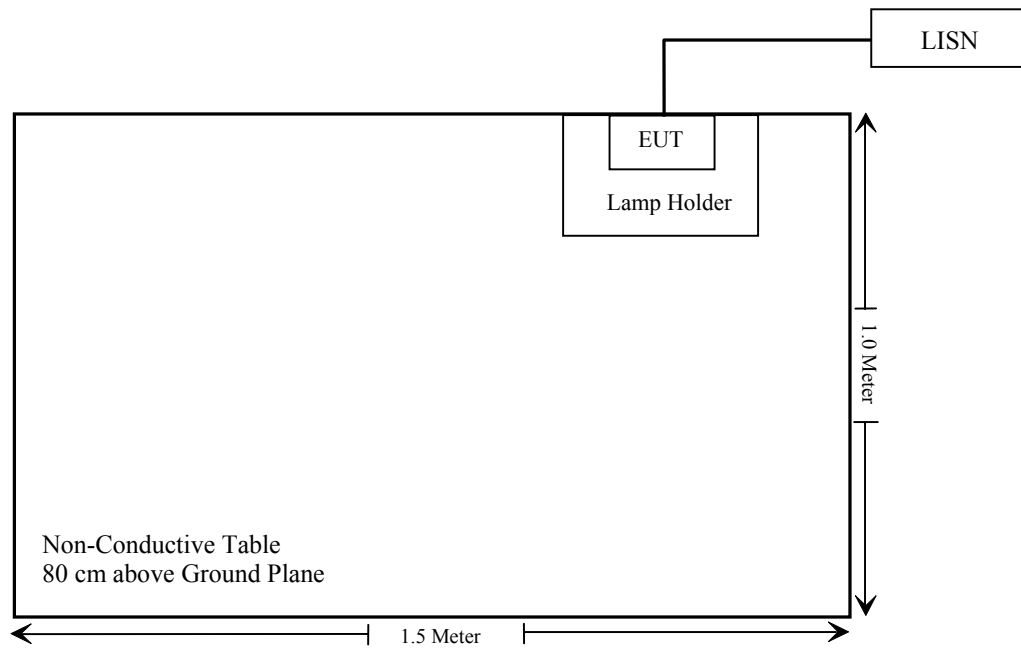 LISN
EUT
Lamp Holder
1.0 Meter
Non-Conductive Table
80 cm above Ground Plane
1.5 Meter